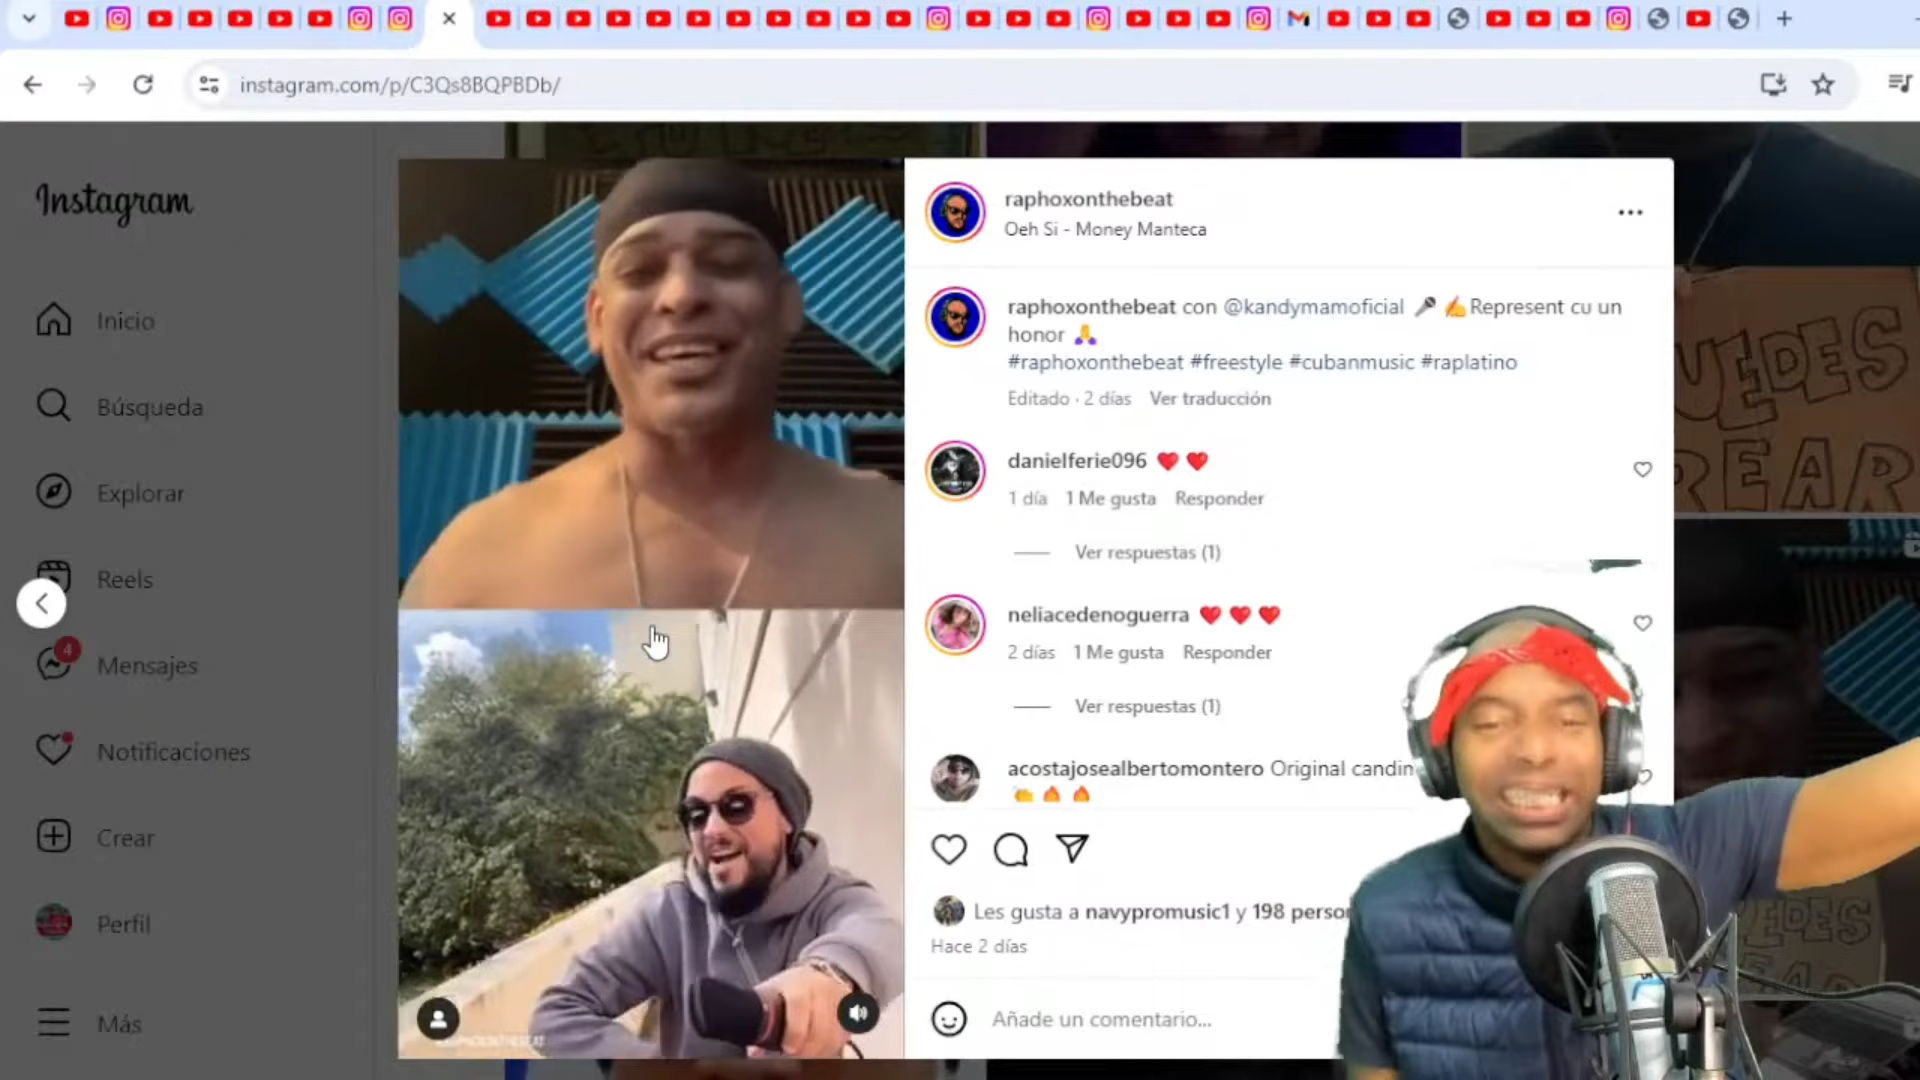 instagram.com/p/C3Qs8BQPBDb/
Instagram
Inicio
Búsqueda
Explorar
Reels
4
Mensajes
Notificaciones
Crear
Perfil
Más
raphoxonthebeat
Oeh Si - Money Manteca
raphoxonthebeat con @kandymamoficial 🎤 ✍️Represent cu un
honor 🙏
#raphoxonthebeat #freestyle #cubanmusic #raplatino
Editado · 2 días Ver traducción
danielferie096 ❤️ ❤️
1 día 1 Me gusta Responder
Ver respuestas (1)
neliacedenoguerra ❤️ ❤️ ❤️
2 días 1 Me gusta Responder
Ver respuestas (1)
acostajosealbertomontero Original
Les gusta a navypromusic1 y 198
Hace 2 días
Añade un comentario...